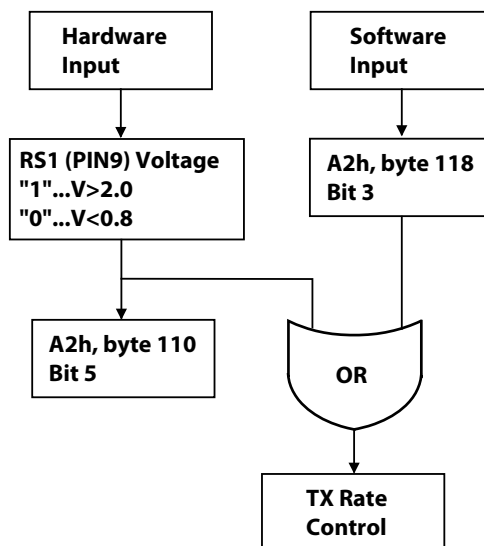 Hardware
Input
Software
Input
RS1 (PIN9) Voltage
"1"...V>2.0
"0"...V<0.8
A2h, byte 118
Bit 3
A2h, byte 110
Bit 5
OR
TX Rate
Control